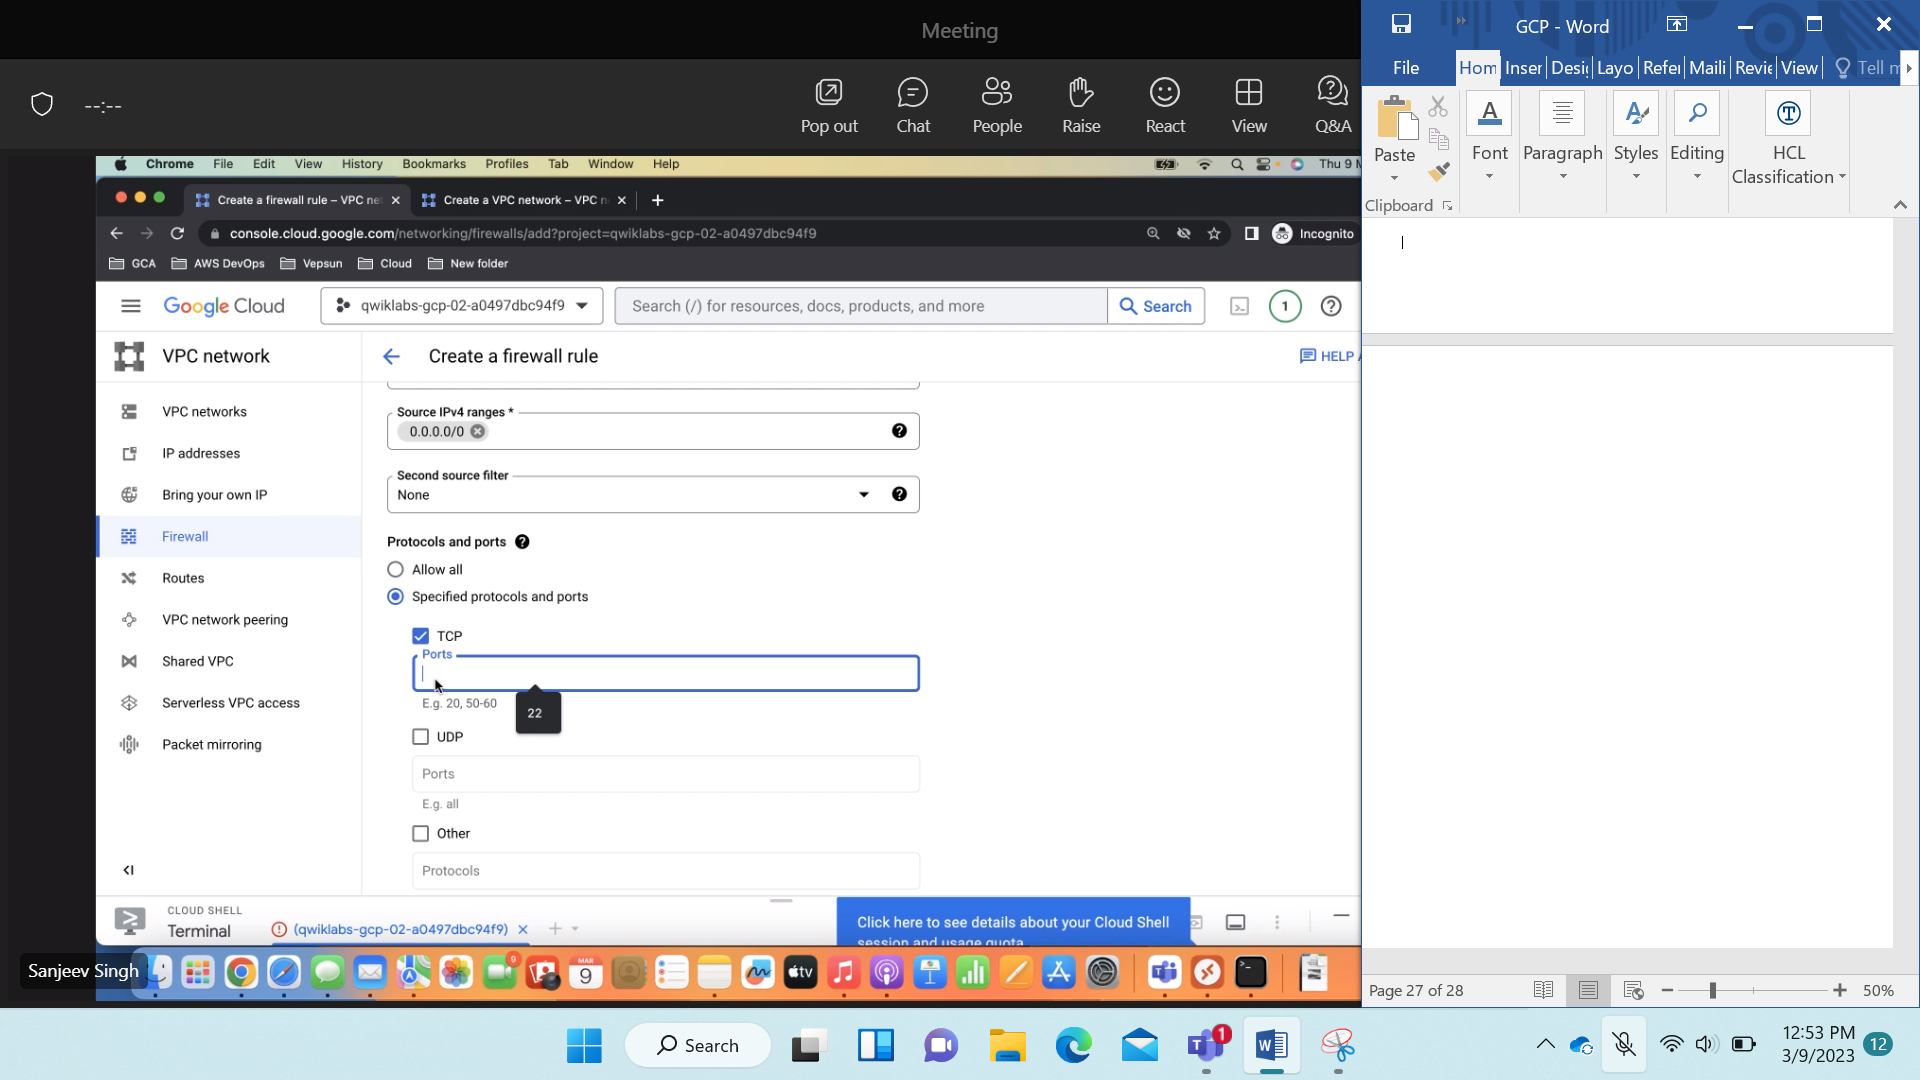 Meeting
--:--
Pop out
Chat
People
Raise
React
View
Q&A
Chrome File Edit View History Bookmarks Profiles Tab Window Help
Thu 9
Create a firewall rule – VPC ne
Create a VPC network – VPC n
console.cloud.google.com/networking/firewalls/add?project=qwiklabs-gcp-02-a0497dbc94f9
Incognito
GCA
AWS DevOps
Vepsun
Cloud
New folder
Google Cloud
qwiklabs-gcp-02-a0497dbc94f9
Search (/) for resources, docs, products, and more
Search
1
VPC network
Create a firewall rule
HELP
VPC networks
IP addresses
Bring your own IP
Firewall
Routes
VPC network peering
Shared VPC
Serverless VPC access
Packet mirroring
Source IPv4 ranges *
0.0.0.0/0
Second source filter
None
Protocols and ports
Allow all
Specified protocols and ports
TCP
Ports
E.g. 20, 50-60
22
UDP
Ports
E.g. all
Other
Protocols
CLOUD SHELL
Terminal
(qwiklabs-gcp-02-a0497dbc94f9)
Click here to see details about your Cloud Shell
session and usage quota
Sanjeev Singh
9
MAR
9
tv
GCP - Word
File
Hom
Inser
Desig
Layo
Refer
Maili
Revie
View
Tell m
Paste
Font
Paragraph
Styles
Editing
HCL
Classification
Clipboard
Page 27 of 28
50%
Search
1
12:53 PM
3/9/2023
12